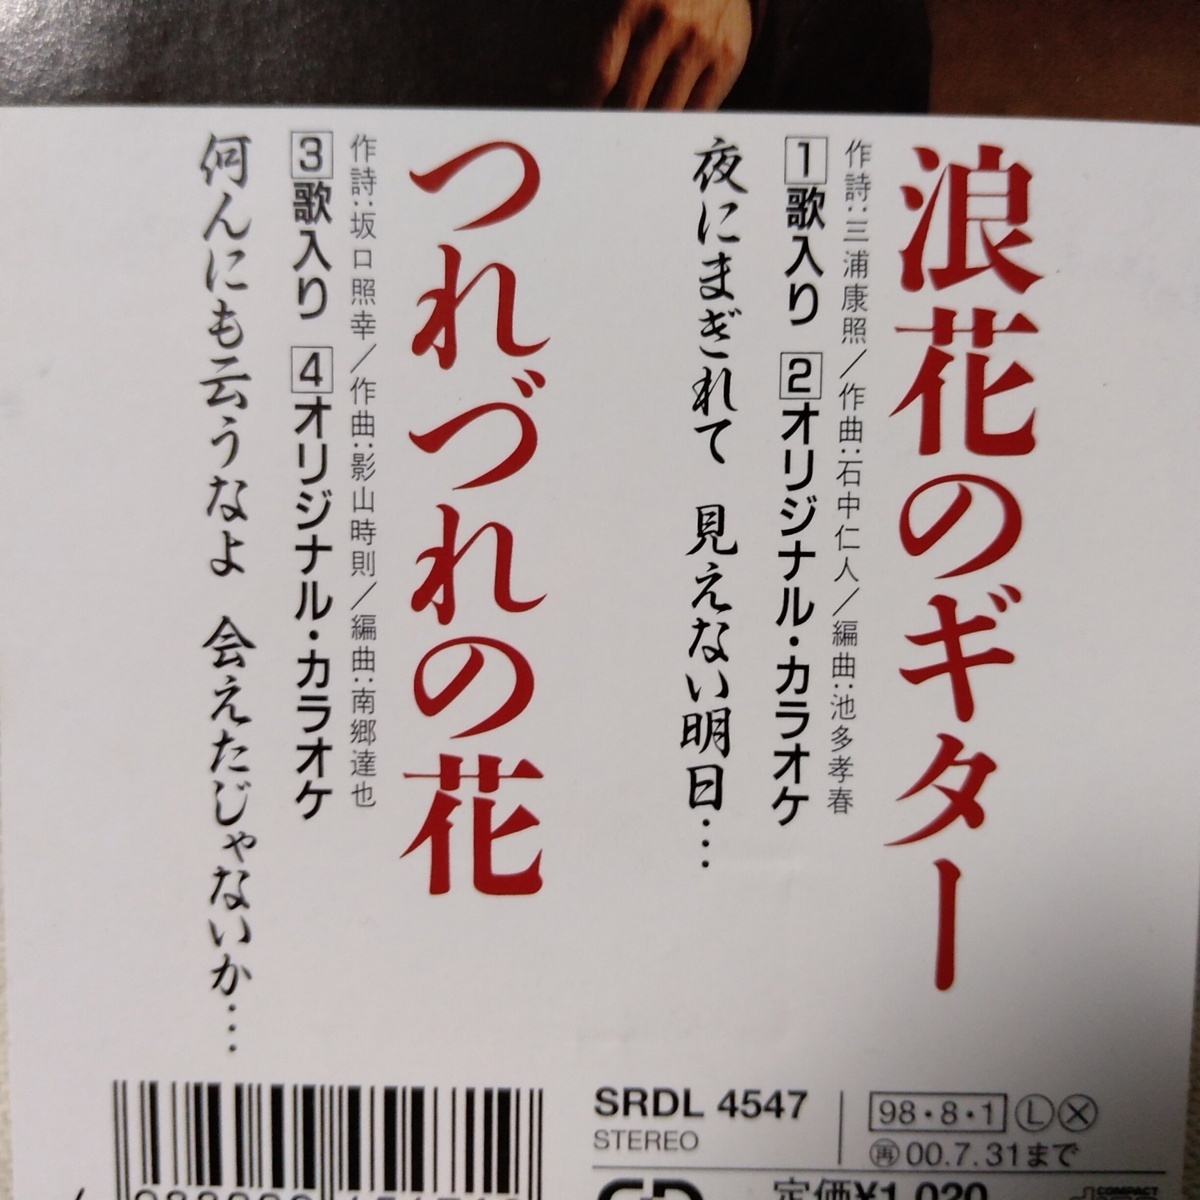 浪花のギター
作詩:三浦康照/作曲:石中仁人/編曲:池多孝春
1歌入り 2オリジナル・カラオケ
夜にまぎれて 見えない明日…
つれづれの花
作詩:坂口照幸/作曲:影山時則/編曲:南郷達也
3歌入り 4オリジナル・カラオケ
何んにも云うなよ 会えたじゃないか…
SRDL 4547
STEREO
98・8・1 Ⓛ Ⓧ
㊢00.7.31まで
定価¥1,020
COMPACT